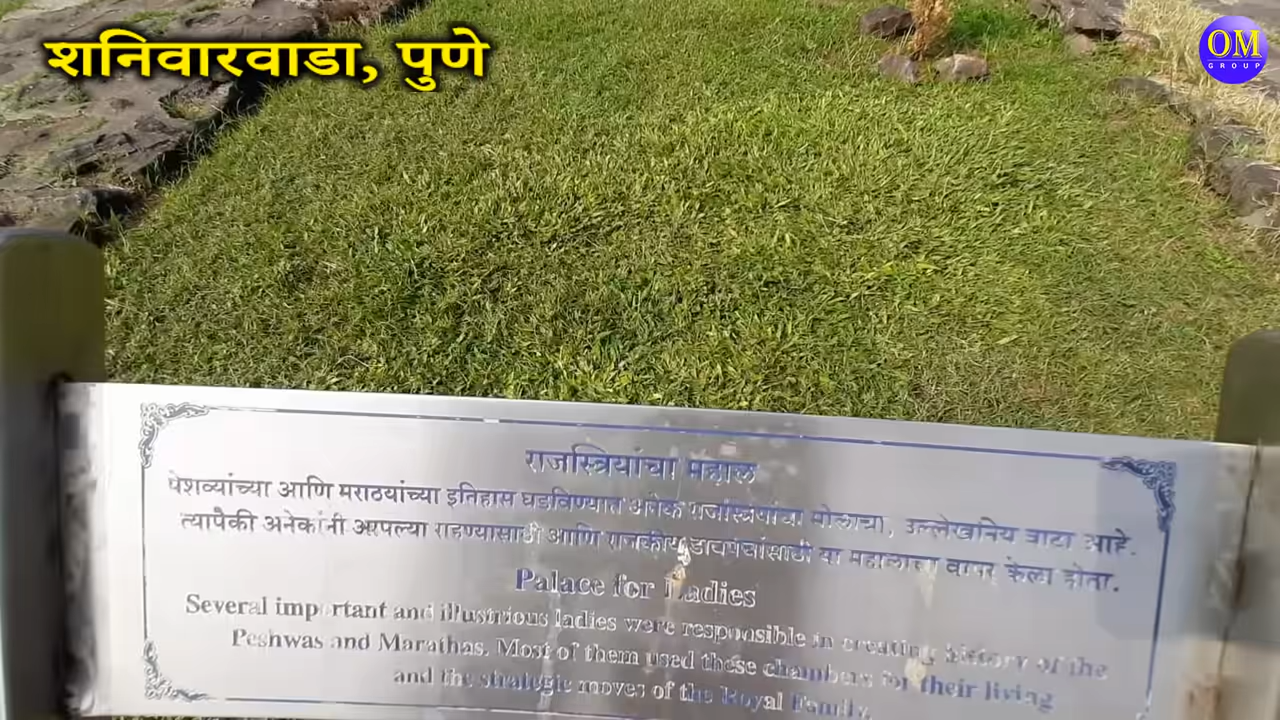 शनिवारवाडा, पुणे
OM
GROUP
राजस्त्रियांचा महाल
पेशव्यांच्या आणि मराठयांच्या इतिहास घडविण्यात अनेक राजस्त्रियांचा मोलाचा, उल्लेखनिय वाटा आहे.
त्यापैकी अनेकांनी आपल्या राहण्यासाठी आणि राजकीय डावपेचांसाठी या महालाचा वापर केला होता.
Palace for Ladies
Several important and illustrious ladies were responsible in creating history of the
Peshwas and Marathas. Most of them used these chambers for their living
and the strategic moves of the Royal Family.